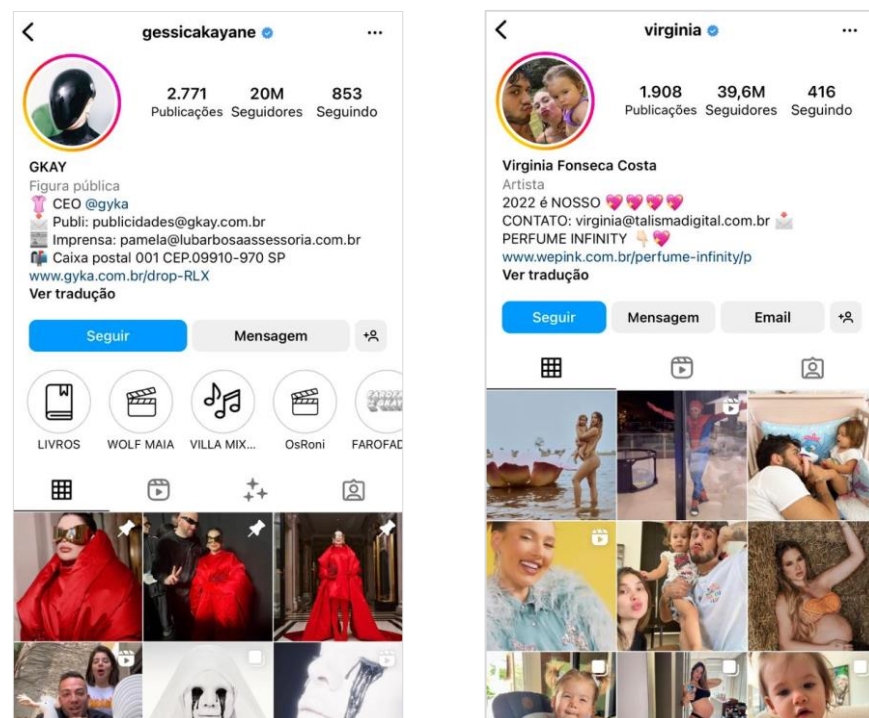 gessicakayane
2.771 20M 853
Publicações Seguidores Seguindo
GKAY
Figura pública
CEO @gyka
Publi: publicidades@gkay.com.br
Imprensa: pamela@lubarbosaassessoria.com.br
Caixa postal 001 CEP.09910-970 SP
www.gyka.com.br/drop-RLX
Ver tradução
Seguir Mensagem
LIVROS WOLF MAIA VILLA MIX... OsRoni FAROFAD
virginia
1.908 39,6M 416
Publicações Seguidores Seguindo
Virginia Fonseca Costa
Artista
2022 é NOSSO 💖💖💖💖
CONTATO: virginia@talismadigital.com.br 📩
PERFUME INFINITY 👇🏻💖
www.wepink.com.br/perfume-infinity/p
Ver tradução
Seguir Mensagem Email